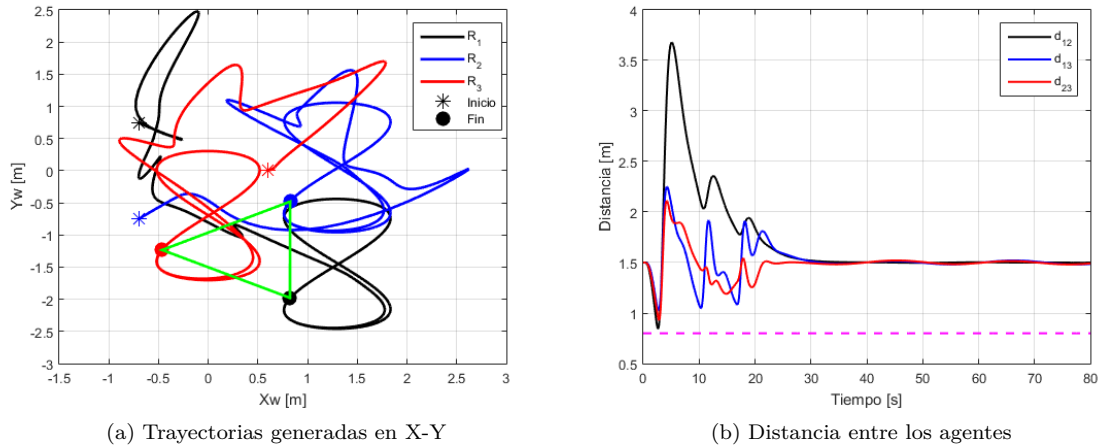 2.5
2
1.5
1
0.5
0
-0.5
-1
-1.5
-2
-2.5
-3
Yw [m]
-1.5 -1 -0.5 0 0.5 1 1.5 2 2.5 3
Xw [m]
R1
R2
R3
Inicio
Fin
(a) Trayectorias generadas en X-Y
4
3.5
3
2.5
2
1.5
1
0.5
Distancia [m]
0 10 20 30 40 50 60 70 80
Tiempo [s]
d12
d13
d23
(b) Distancia entre los agentes